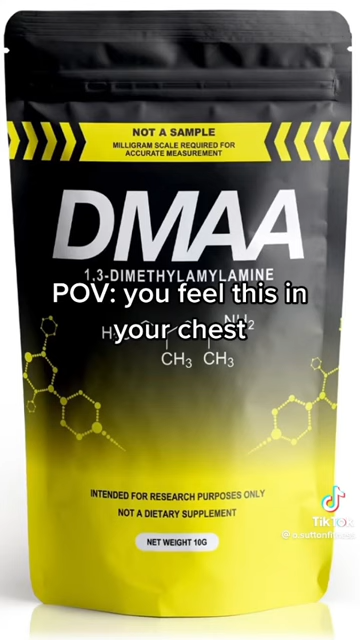 NOT A SAMPLE
MILLIGRAM SCALE REQUIRED FOR
ACCURATE MEASUREMENT
DMAA
1,3-DIMETHYLAMYLAMINE
POV: you feel this in
your chest
NH2
CH3 CH3
INTENDED FOR RESEARCH PURPOSES ONLY
NOT A DIETARY SUPPLEMENT
NET WEIGHT 10G
TikTok